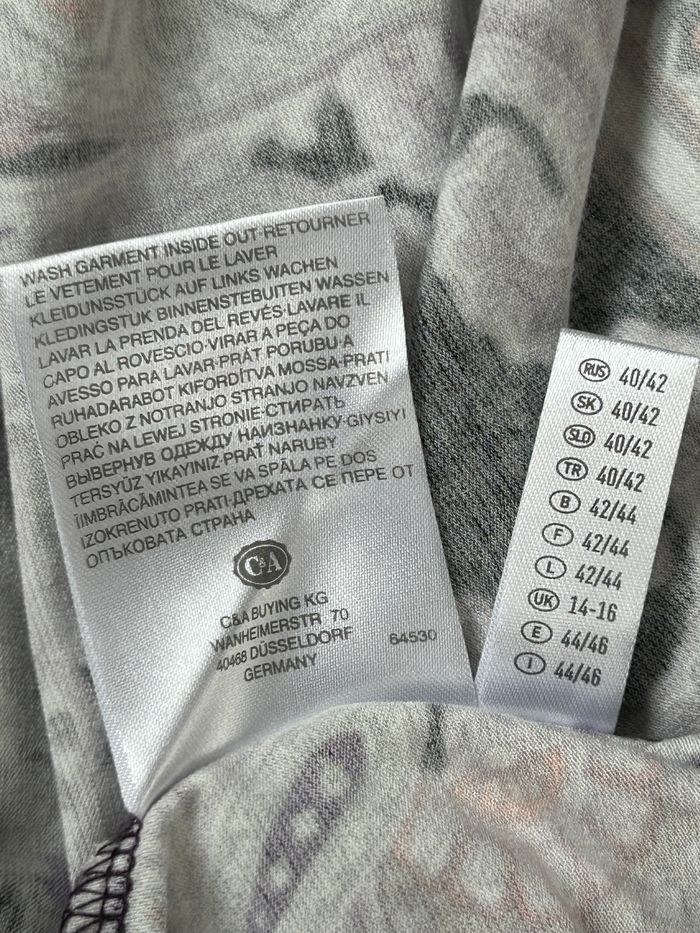 WASH GARMENT INSIDE OUT·RETOURNER
LE VETEMENT POUR LE LAVER
KLEIDUNSSTÜCK AUF LINKS WACHEN
KLEDINGSTUK BINNENSTEBUITEN WASSEN
LAVAR LA PRENDA DEL REVÉS·LAVARE IL
CAPO AL ROVESCIO·VIRAR A PEÇA DO
AVESSO PARA LAVAR·PRÁT PORUBU·A
RUHADARABOT KIFORDÍTVA MOSSA·PRATI
OBLEKO Z NOTRANJO STRANJO NAVZVEN
PRAĆ NA LEWEJ STRONIE·СТИРАТЬ
ВЫВЕРНУВ ОДЕЖДУ НАИЗНАНКУ·GIYSIYI
TERSYÜZ YIKAYINIZ·PRAŤ NARUBY
ÎIMBRĂCĂMINTEA SE VA SPĂLA PE DOS
IZOKRENUTO PRATI·ДРЕХАТА СЕ ПЕРЕ ОТ
ОПЪКОВАТА СТРАНА
C&A
C&A BUYING KG
WANHEIMERSTR 70
40468 DÜSSELDORF
GERMANY
64530
RUS 40/42
SK 40/42
SLO 40/42
TR 40/42
B 42/44
F 42/44
L 42/44
UK 14-16
E 44/46
I 44/46